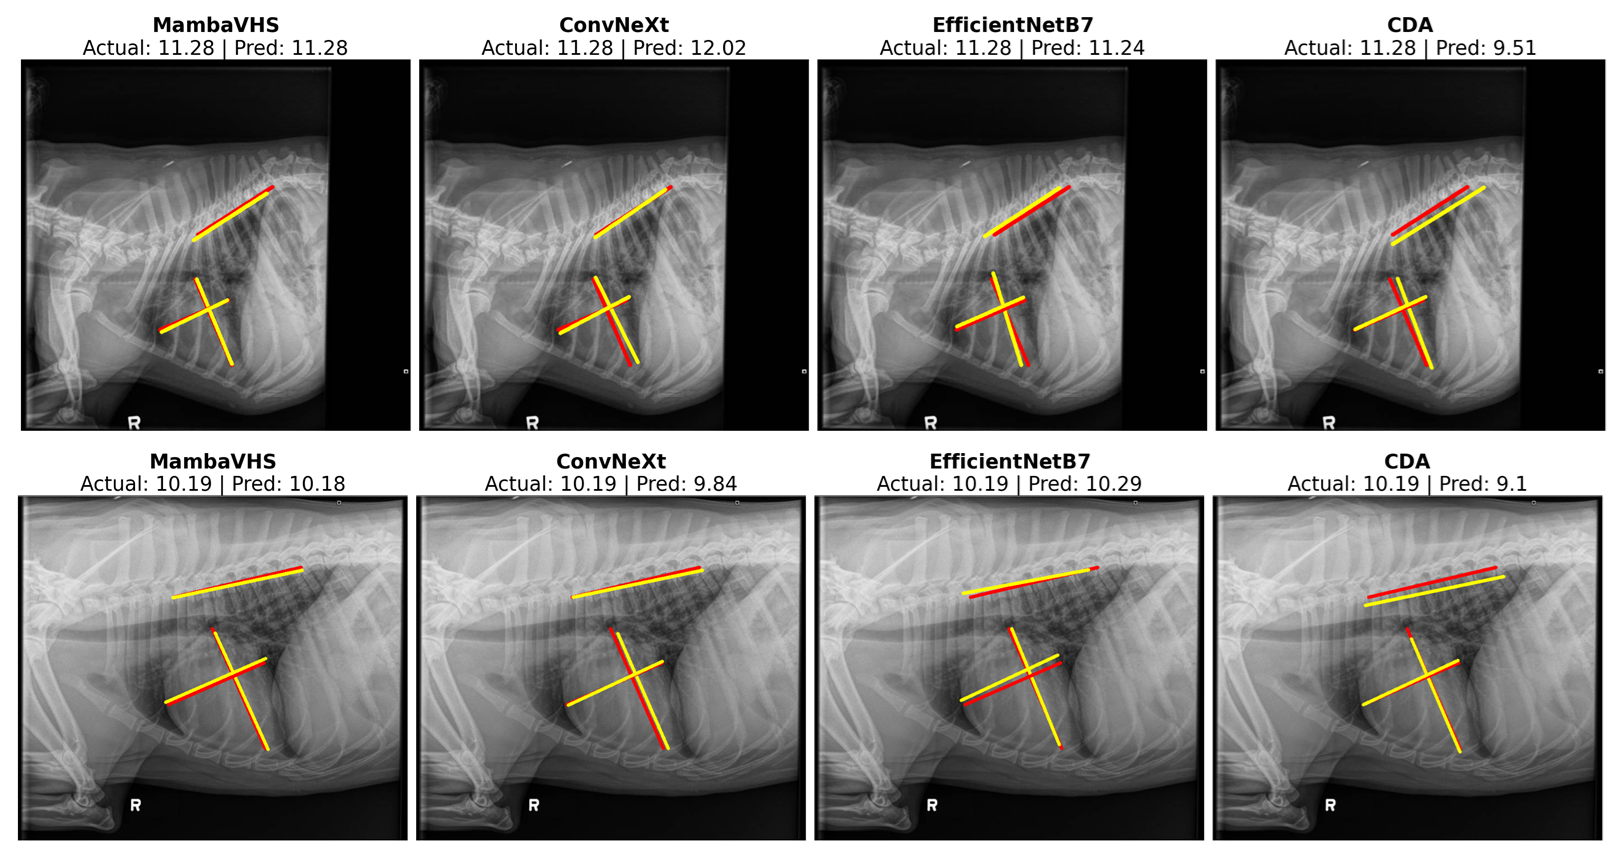 MambaVHS
Actual: 11.28 | Pred: 11.28
ConvNeXt
Actual: 11.28 | Pred: 12.02
EfficientNetB7
Actual: 11.28 | Pred: 11.24
CDA
Actual: 11.28 | Pred: 9.51
R
R
R
R
MambaVHS
Actual: 10.19 | Pred: 10.18
ConvNeXt
Actual: 10.19 | Pred: 9.84
EfficientNetB7
Actual: 10.19 | Pred: 10.29
CDA
Actual: 10.19 | Pred: 9.1
R
R
R
R